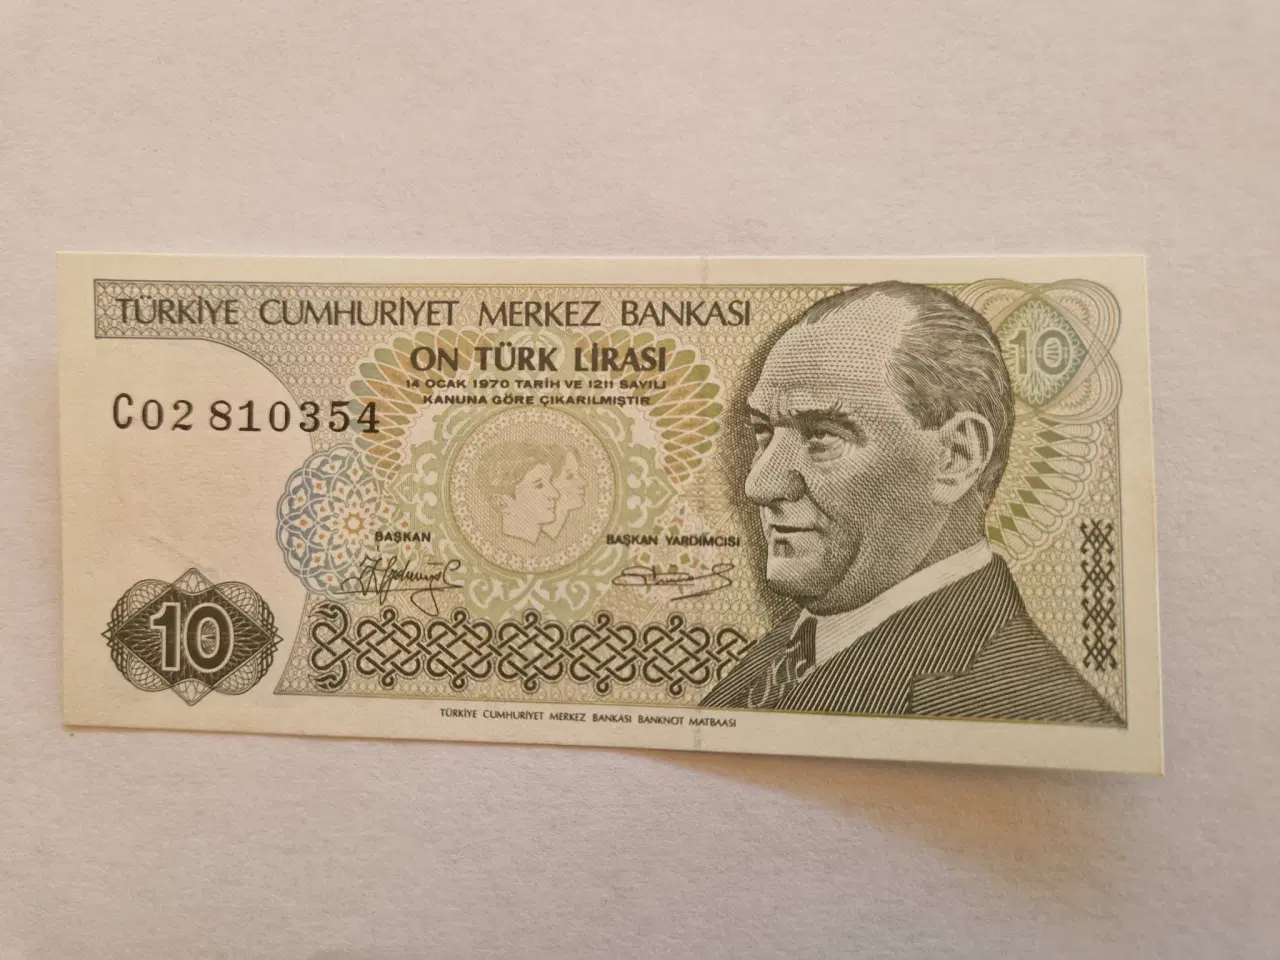 TÜRKİYE CUMHURİYET MERKEZ BANKASI
ON TÜRK LİRASI
14 OCAK 1970 TARİH VE 1211 SAYILI
KANUNA GÖRE ÇIKARILMIŞTIR
10
C02 810354
BAŞKAN
BAŞKAN YARDIMCISI
10
TÜRKİYE CUMHURİYET MERKEZ BANKASI BANKNOT MATBAASI